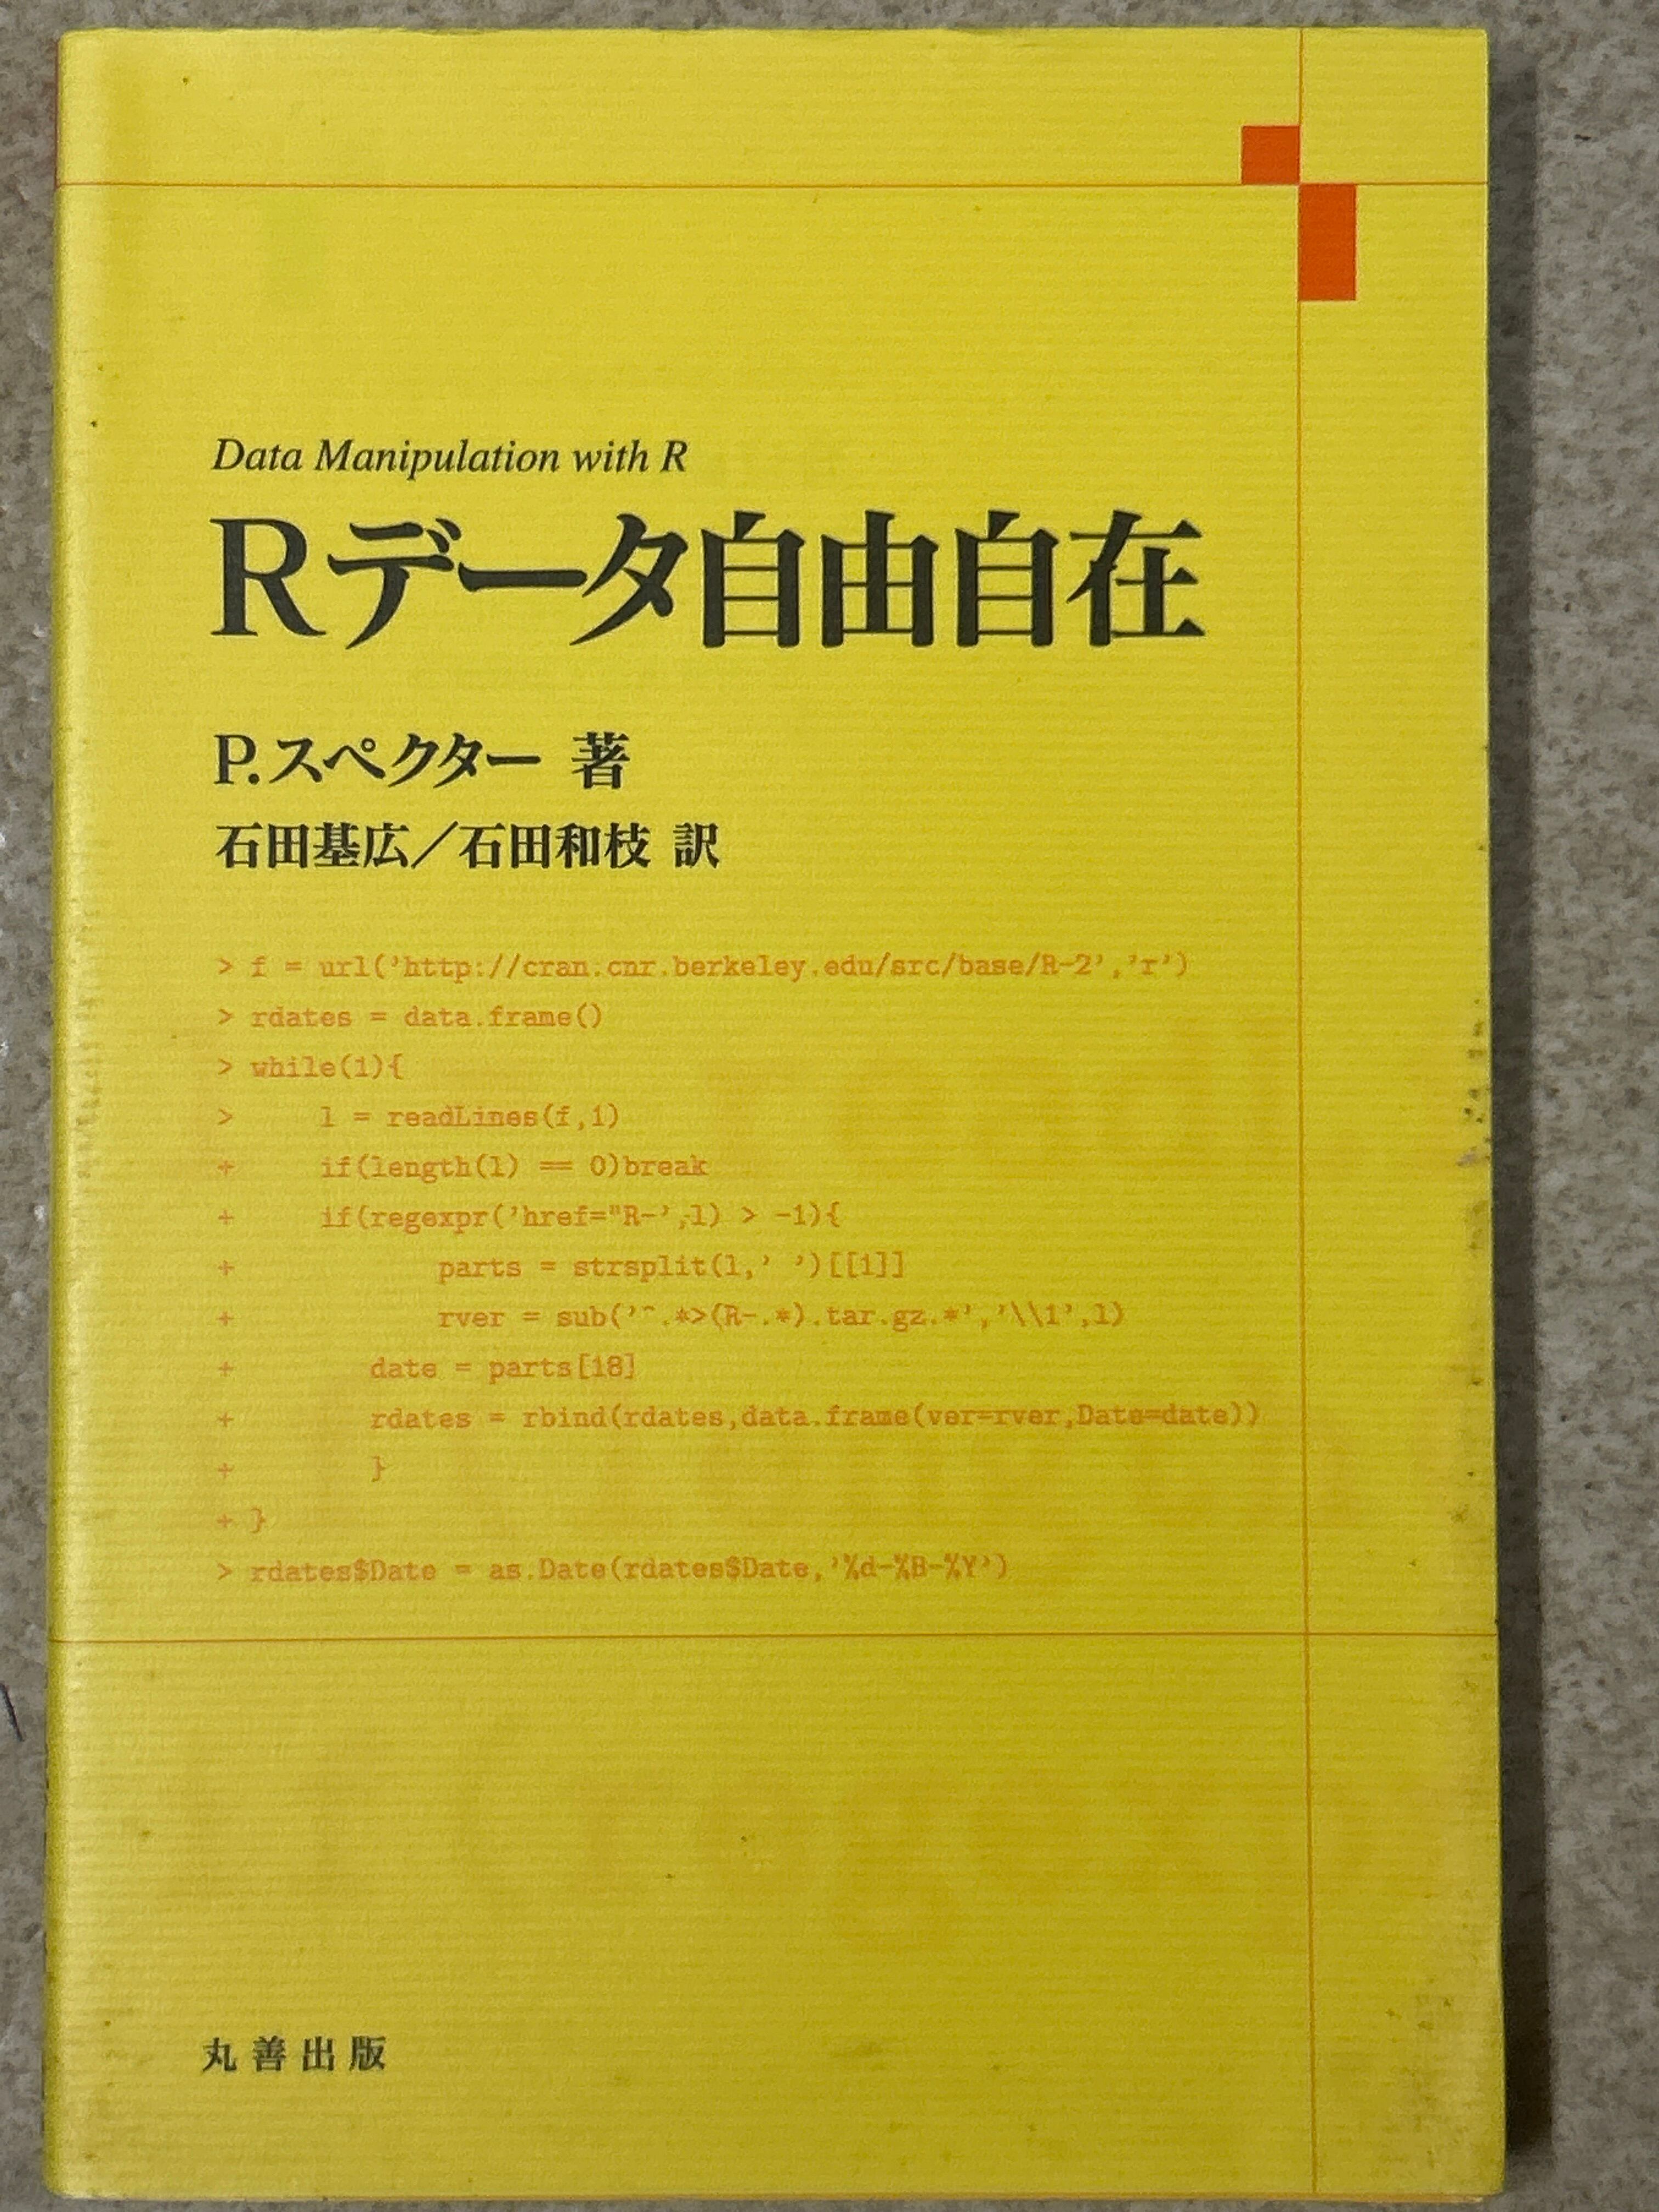 Data Manipulation with R
Rデータ自由自在
P.スペクター 著
石田基広／石田和枝 訳
> f = url('http://cran.cnr.berkeley.edu/src/base/R-2','r')
> rdates = data.frame()
> while(1){
>     l = readLines(f,1)
+     if(length(l) == 0)break
+     if(regexpr('href="R-',l) > -1){
+            parts = strsplit(l,' ')[[1]]
+            rver = sub('^.*>(R-.*).tar.gz.*','\\1',l)
+        date = parts[18]
+        rdates = rbind(rdates,data.frame(ver=rver,Date=date))
+        }
+ }
> rdates$Date = as.Date(rdates$Date,'%d-%B-%Y')
丸善出版